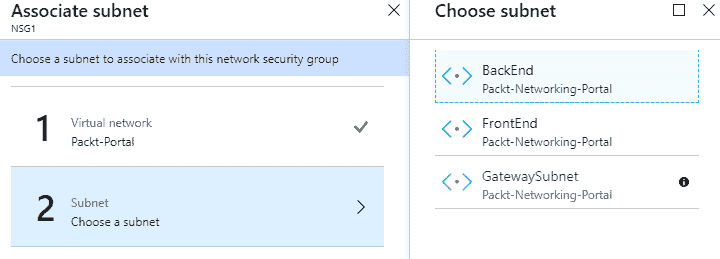 Associate subnet
NSG1
Choose a subnet to associate with this network security group
1
Virtual network
Packt-Portal
2
Subnet
Choose a subnet
Choose subnet
BackEnd
Packt-Networking-Portal
FrontEnd
Packt-Networking-Portal
GatewaySubnet
Packt-Networking-Portal